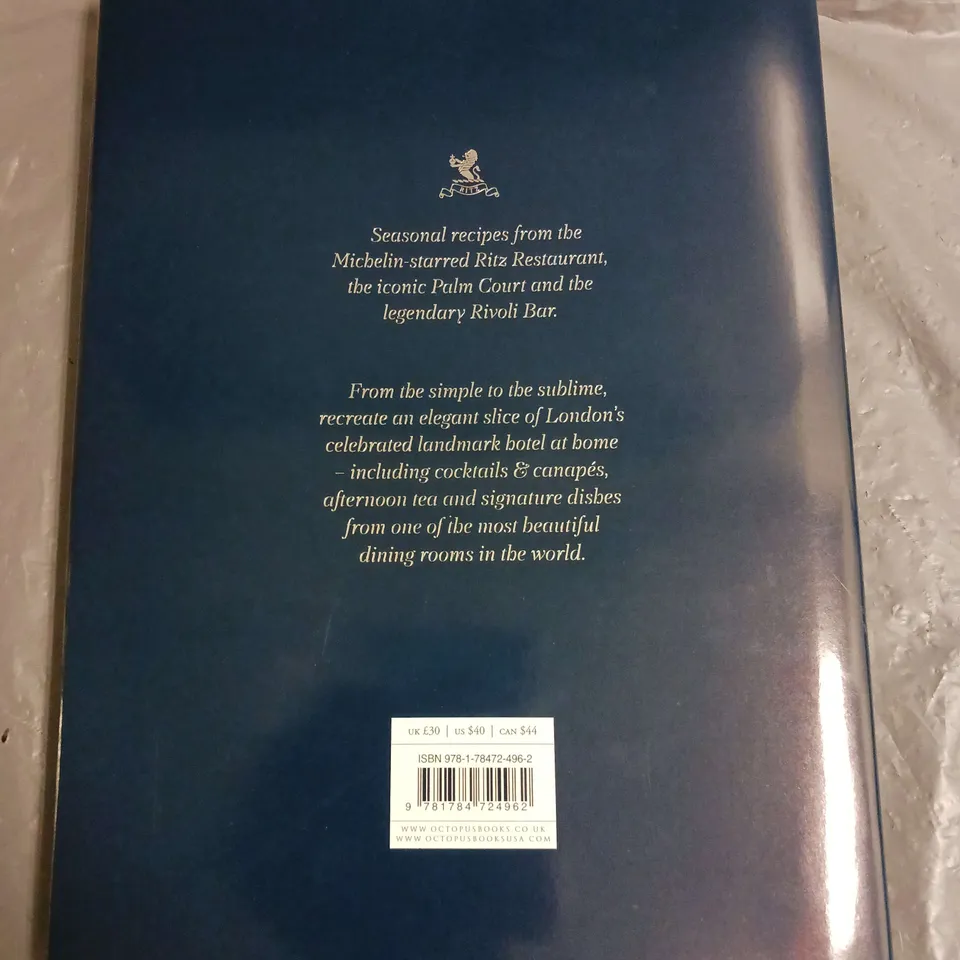 RITZ
Seasonal recipes from the
Michelin-starred Ritz Restaurant,
the iconic Palm Court and the
legendary Rivoli Bar.
From the simple to the sublime,
recreate an elegant slice of London's
celebrated landmark hotel at home
– including cocktails & canapés,
afternoon tea and signature dishes
from one of the most beautiful
dining rooms in the world.
UK £30 | US $40 | CAN $44
ISBN 978-1-78472-496-2
9 781784 724962
WWW.OCTOPUSBOOKS.CO.UK
WWW.OCTOPUSBOOKSUSA.COM